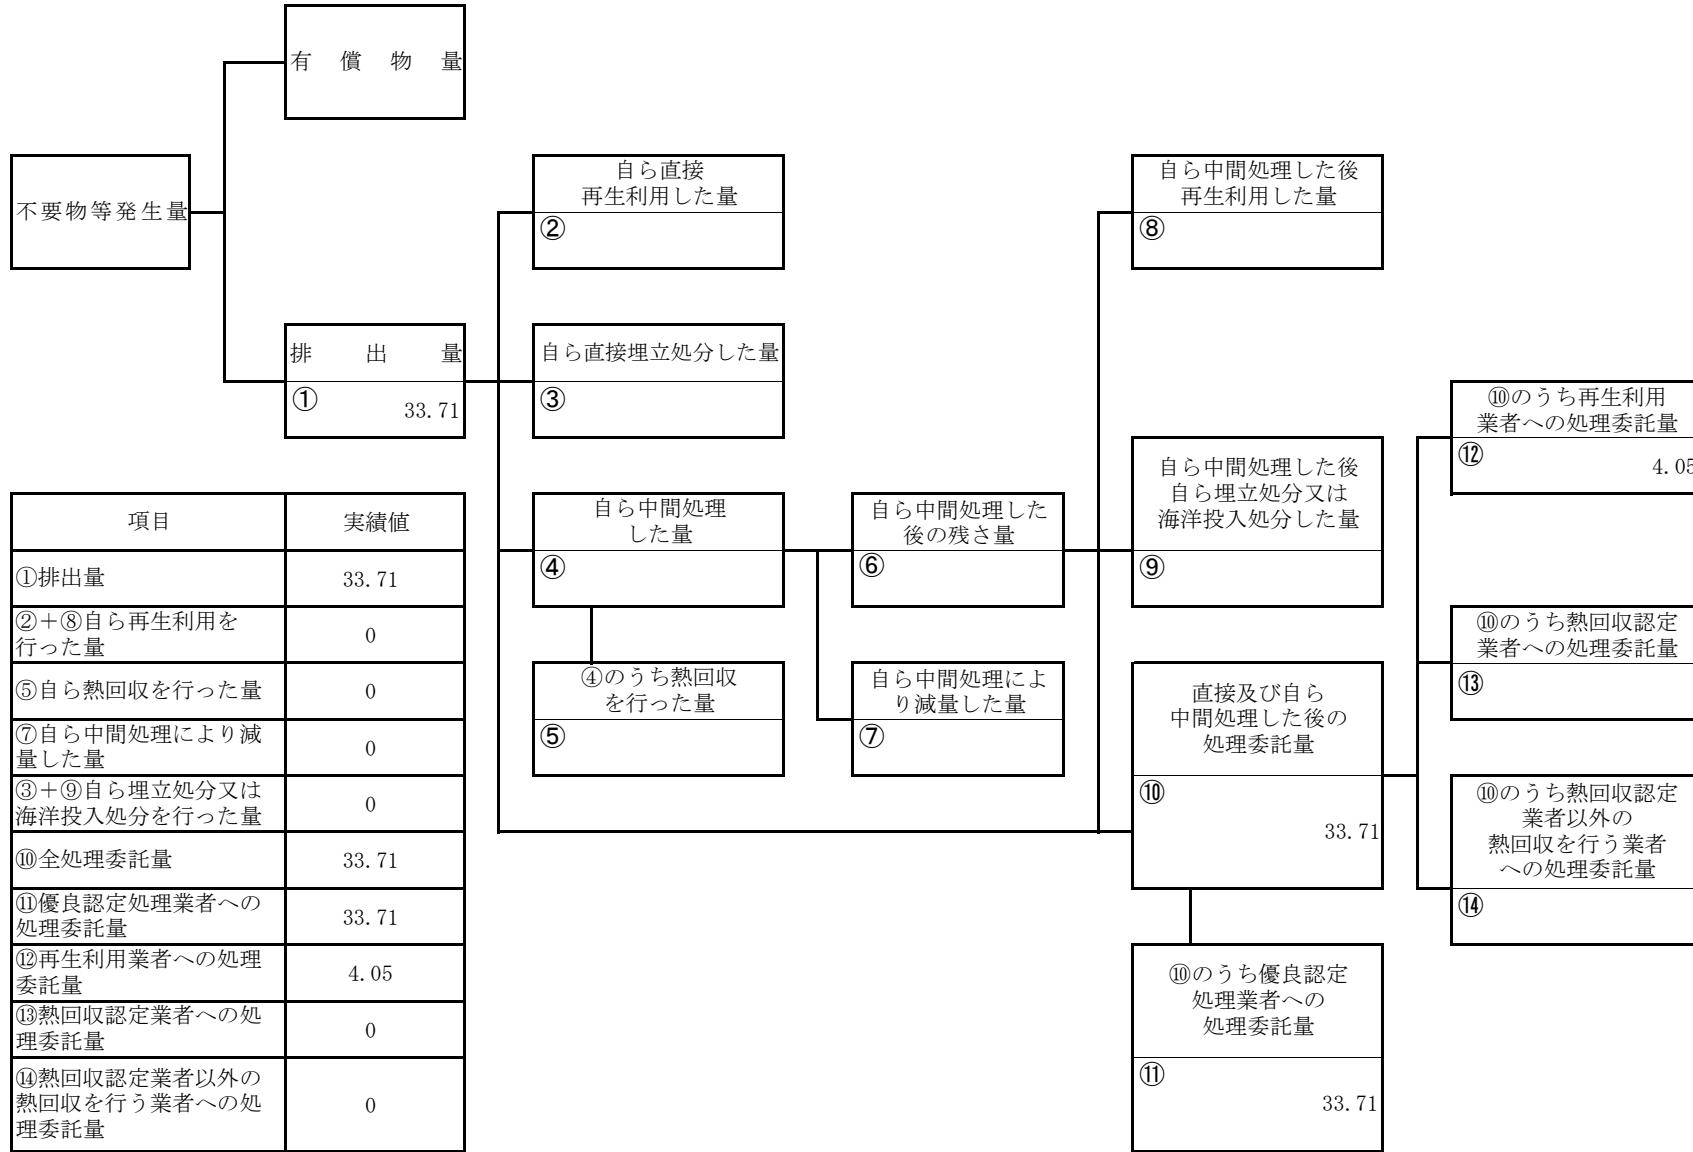 有償物量
不要物等発生量
自ら直接
再生利用した量
②
自ら中間処理した後
再生利用した量
⑧
排出量
①
33.71
自ら直接埋立処分した量
③
⑩のうち再生利用
業者への処理委託量
⑫
4.05
自ら中間処理
した量
④
自ら中間処理した
後の残さ量
⑥
自ら中間処理した後
自ら埋立処分又は
海洋投入処分した量
⑨
④のうち熱回収
を行った量
⑤
自ら中間処理によ
り減量した量
⑦
直接及び自ら
中間処理した後の
処理委託量
⑩
33.71
⑩のうち熱回収認定
業者への処理委託量
⑬
⑩のうち熱回収認定
業者以外の
熱回収を行う業者
への処理委託量
⑭
⑩のうち優良認定
処理業者への
処理委託量
⑪
33.71
項目 実績値
①排出量 33.71
②+⑧自ら再生利用を
行った量 0
⑤自ら熱回収を行った量 0
⑦自ら中間処理により減
量した量 0
③+⑨自ら埋立処分又は
海洋投入処分を行った量 0
⑩全処理委託量 33.71
⑪優良認定処理業者への
処理委託量 33.71
⑫再生利用業者への処理
委託量 4.05
⑬熱回収認定業者への処
理委託量 0
⑭熱回収認定業者以外の
熱回収を行う業者への処
理委託量 0